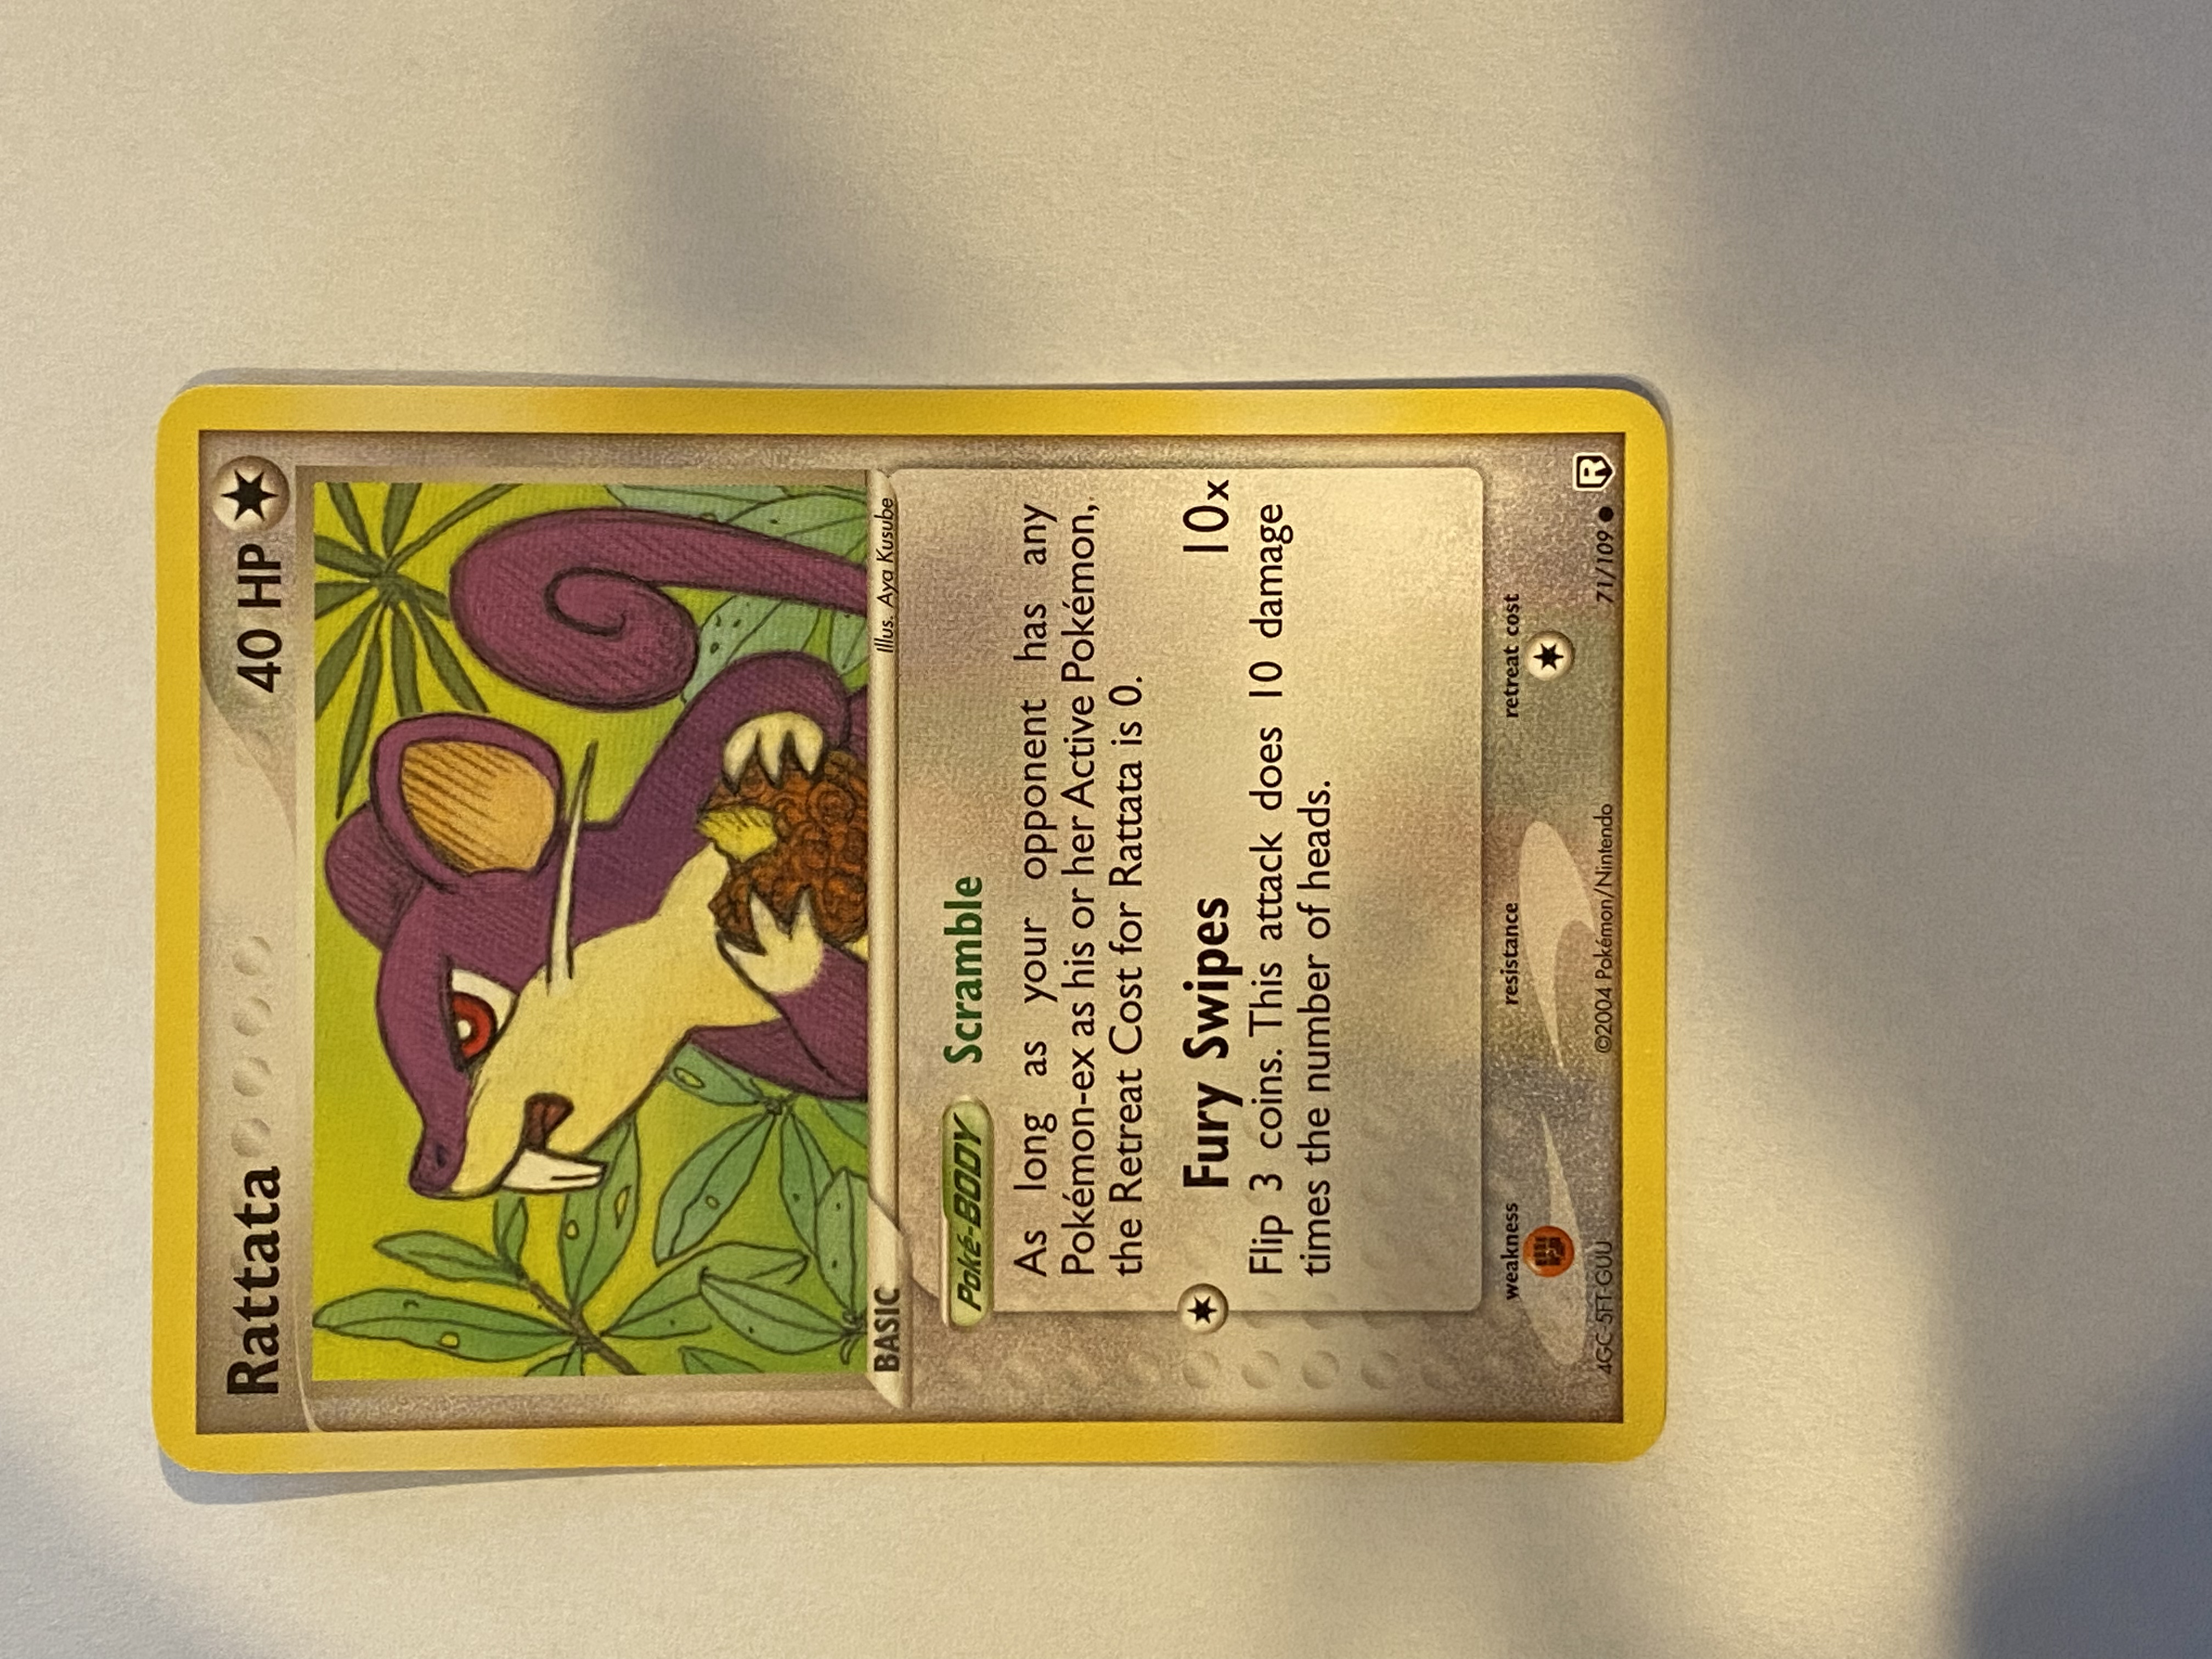 Rattata 40 HP
BASIC Illus. Aya Kusube
Poké-BODY Scramble
As long as your opponent has any
Pokémon-ex as his or her Active Pokémon,
the Retreat Cost for Rattata is 0.
Fury Swipes 10x
Flip 3 coins. This attack does 10 damage
times the number of heads.
weakness resistance retreat cost
4GC-5FT-GUU ©2004 Pokémon/Nintendo 71/109 R